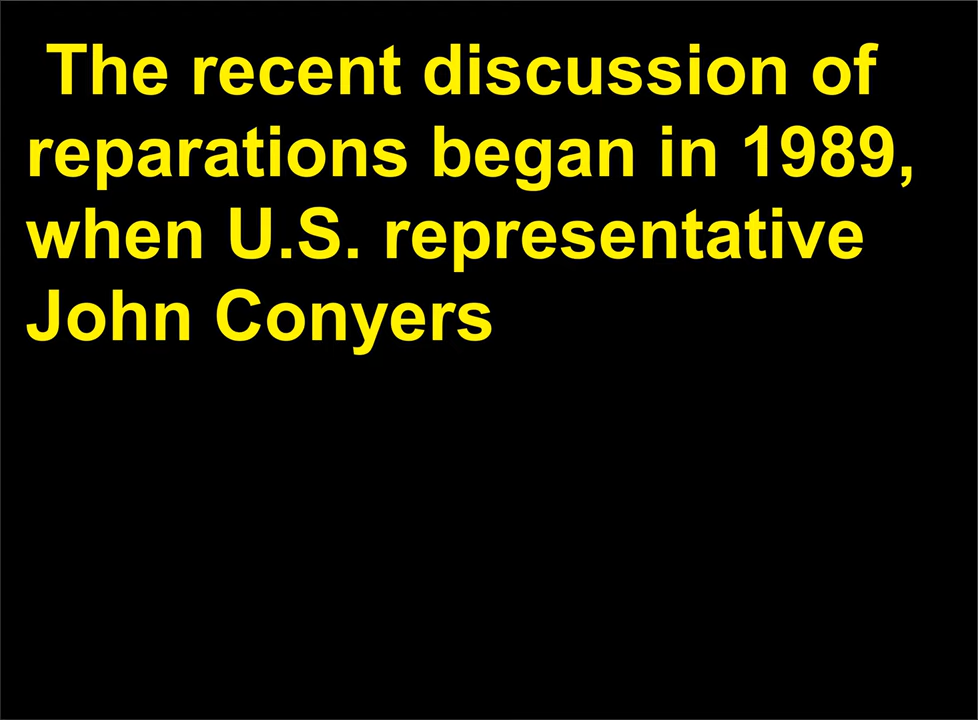 The recent discussion of
reparations began in 1989,
when U.S. representative
John Conyers